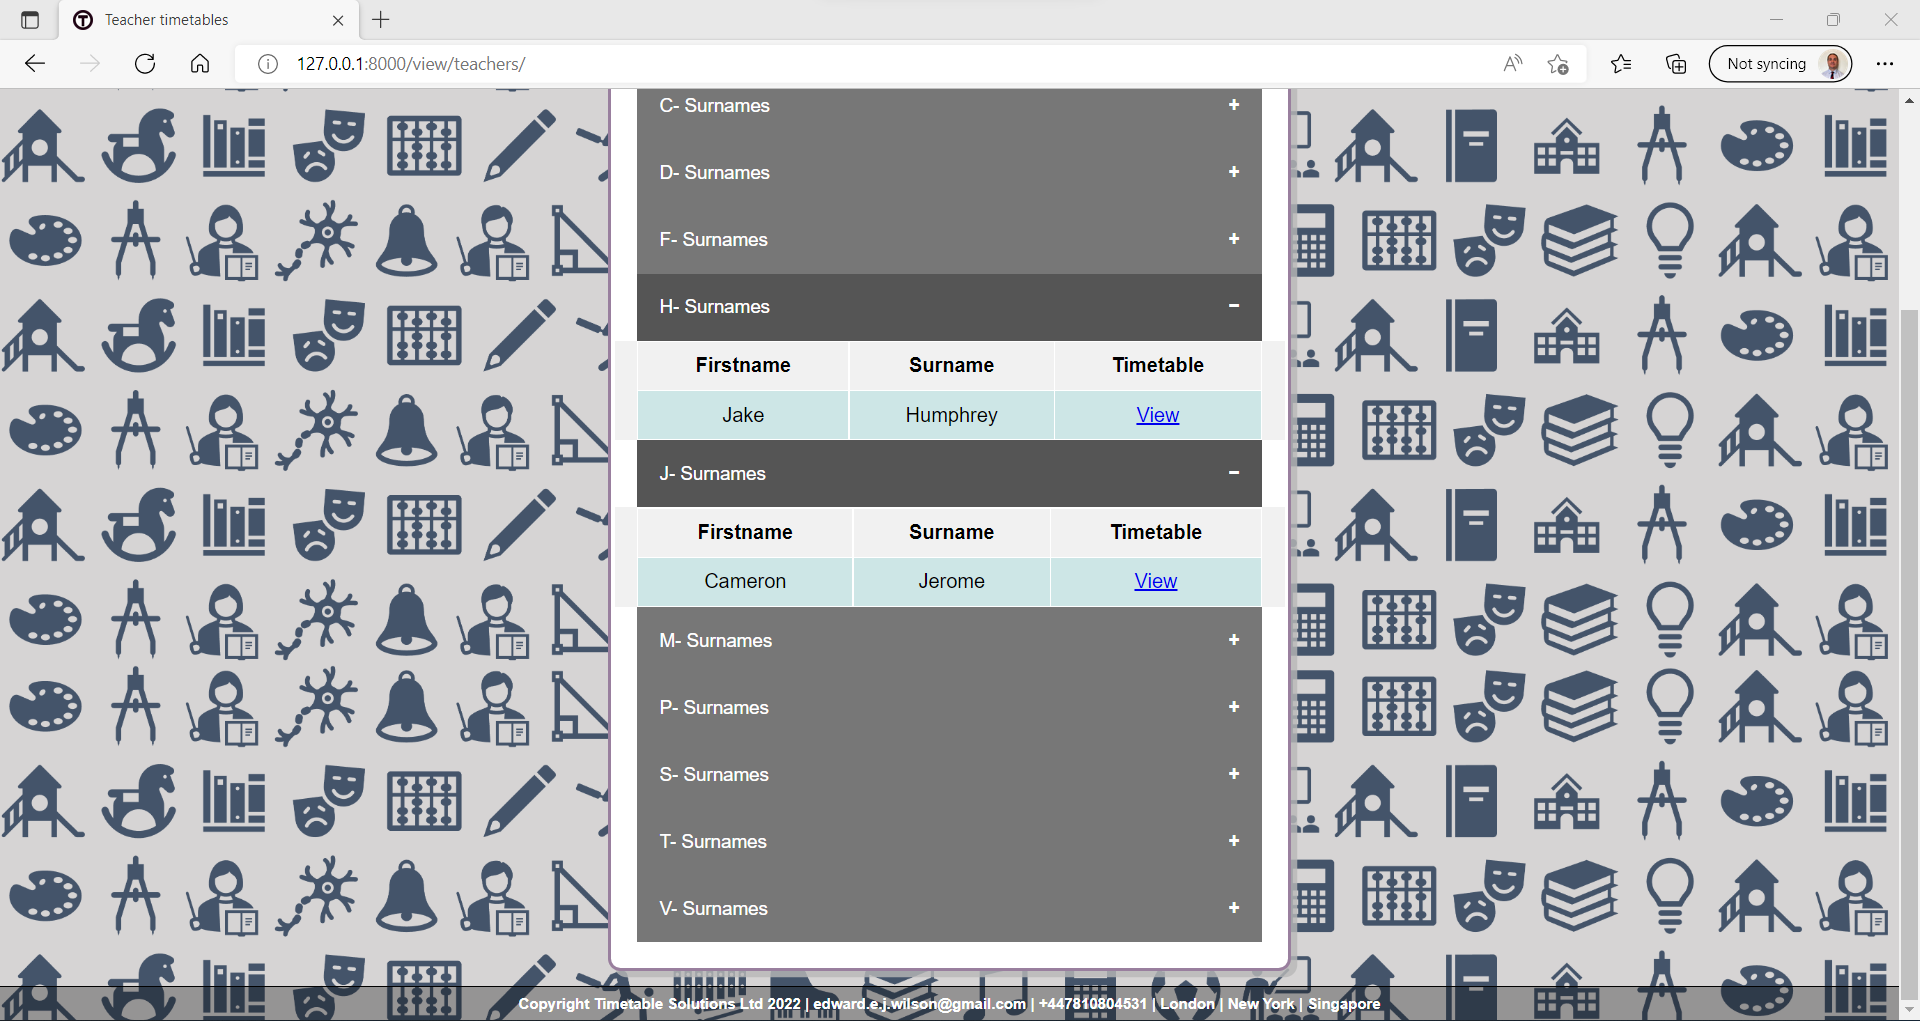 Teacher timetables
127.0.0.1:8000/view/teachers/
Not syncing
C- Surnames +
D- Surnames +
F- Surnames +
H- Surnames −
Firstname Surname Timetable
Jake Humphrey View
J- Surnames −
Firstname Surname Timetable
Cameron Jerome View
M- Surnames +
P- Surnames +
S- Surnames +
T- Surnames +
V- Surnames +
Copyright Timetable Solutions Ltd 2022 | edward.e.j.wilson@gmail.com | +447810804531 | London | New York | Singapore